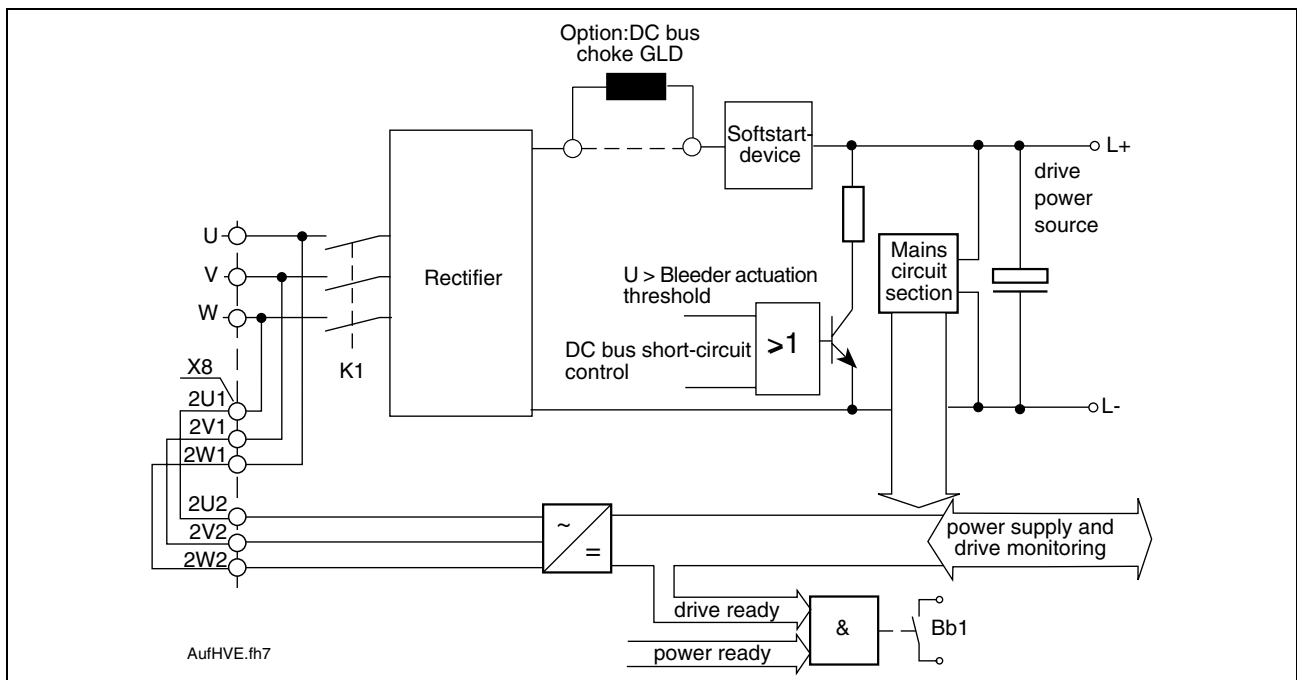 Option:DC bus
choke GLD
Softstart-
device
L+
drive
power
source
U
V
W
Rectifier
Mains
circuit
section
U > Bleeder actuation
threshold
>1
DC bus short-circuit
control
K1
X8
2U1
2V1
2W1
L-
2U2
2V2
2W2
~
=
power supply and
drive monitoring
drive ready
&
Bb1
power ready
AufHVE.fh7